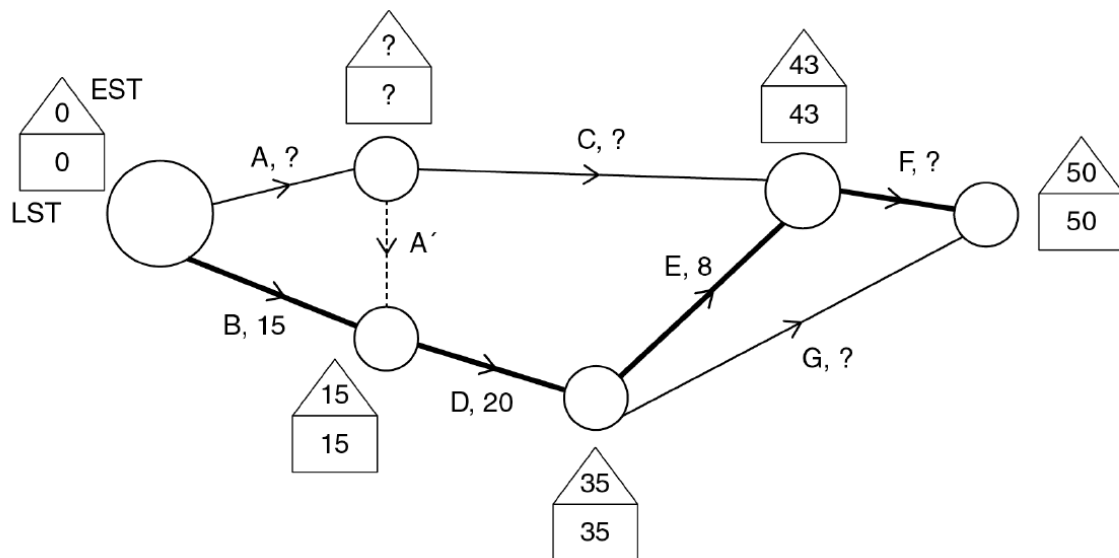 0
EST
0
LST
?
?
43
43
50
50
A, ?
C, ?
F, ?
A´
E, 8
B, 15
D, 20
G, ?
15
15
35
35